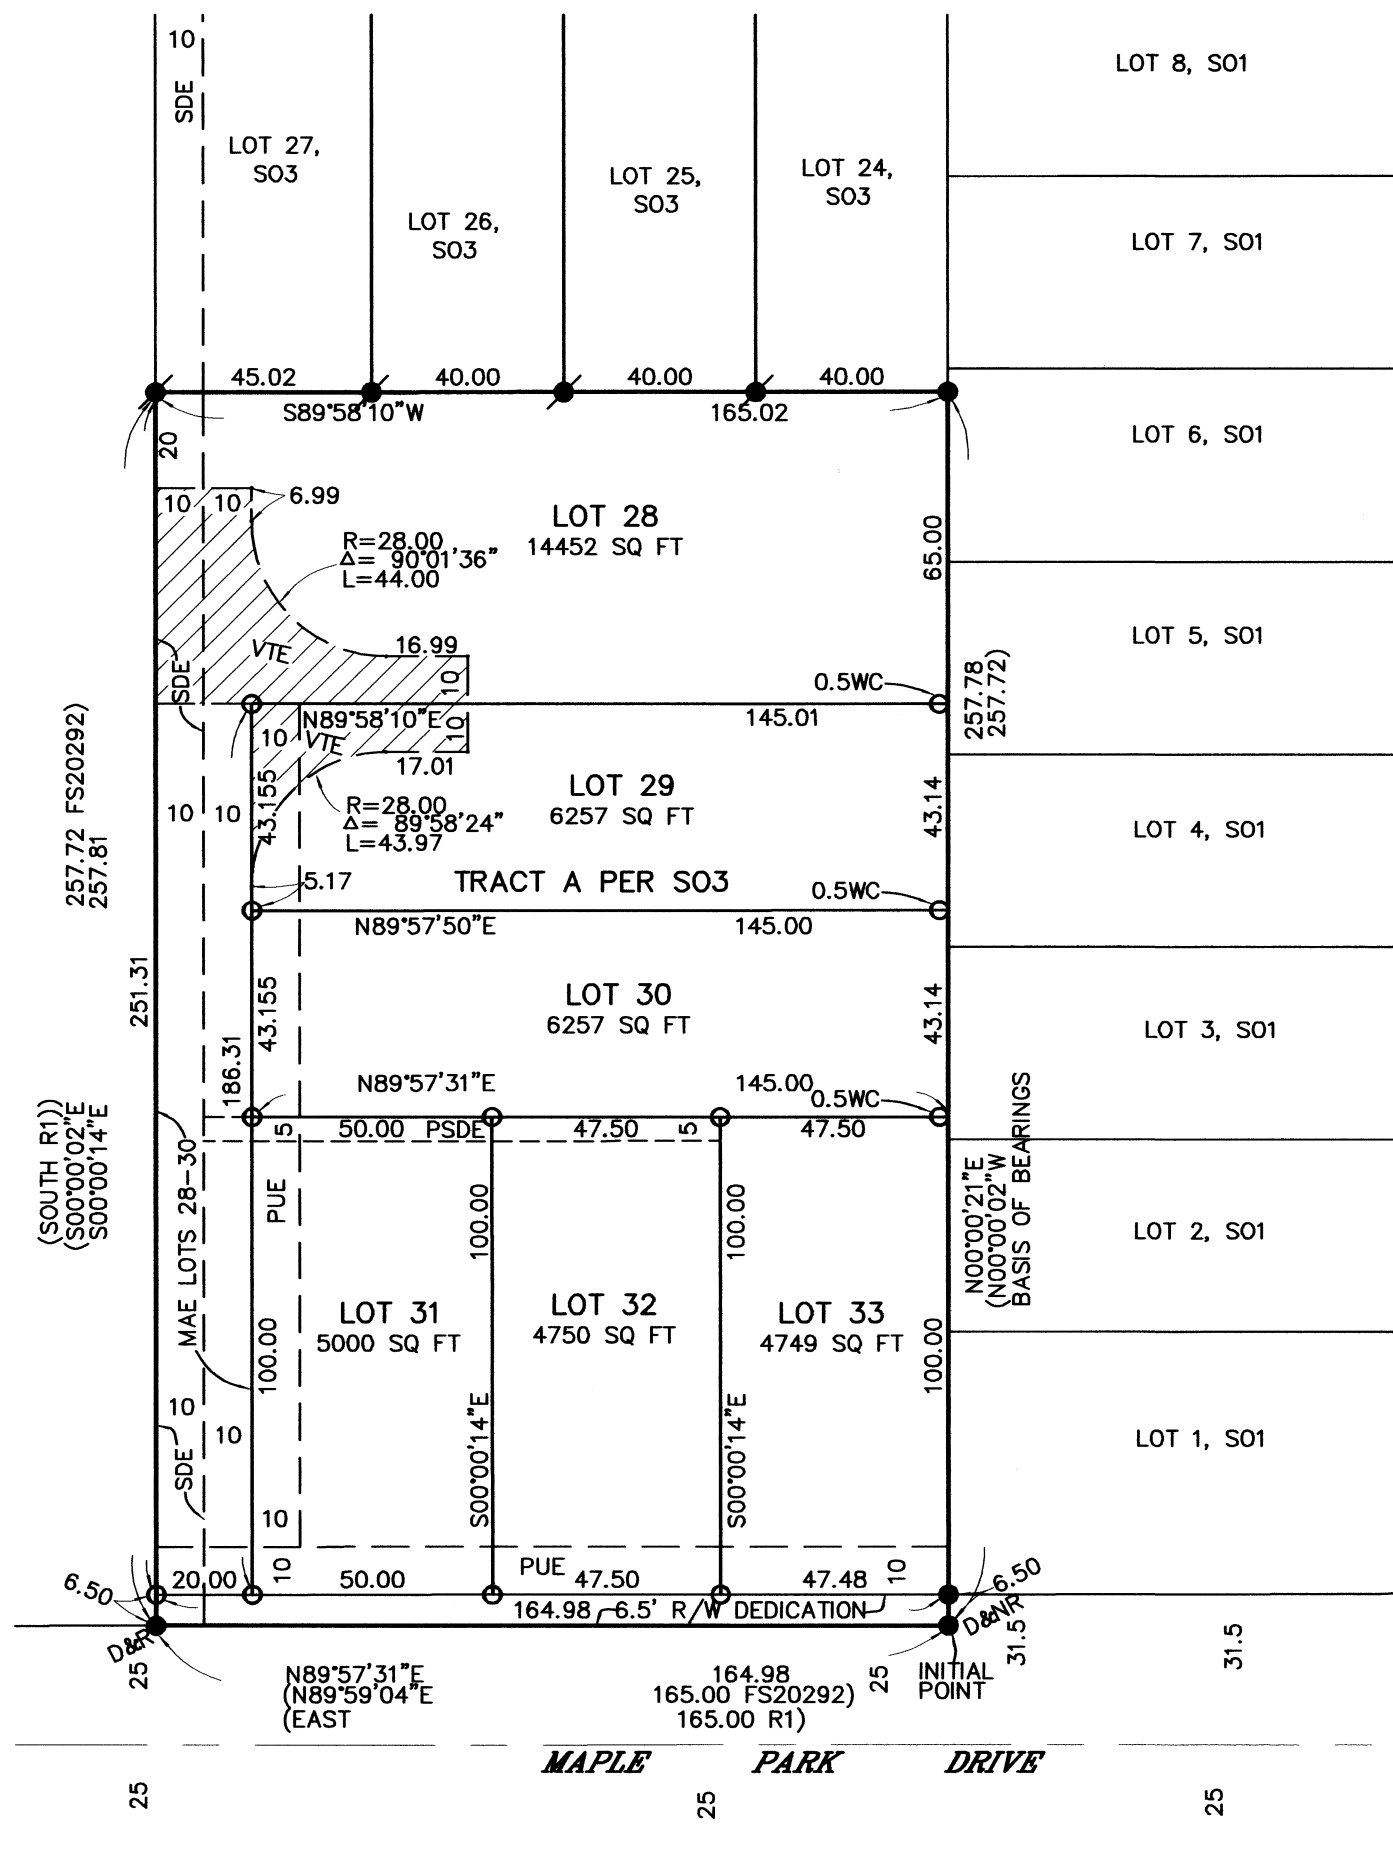 10
SDE
LOT 27,
SO3
LOT 26,
SO3
LOT 25,
SO3
LOT 24,
SO3
LOT 8, SO1
LOT 7, SO1
45.02
40.00
40.00
40.00
S89°58'10"W
165.02
20
LOT 6, SO1
10
10
6.99
R=28.00
Δ= 90°01'36"
L=44.00
LOT 28
14452 SQ FT
65.00
VTE
16.99
10
SDE
LOT 5, SO1
0.5WC
257.78
257.72)
N89°58'10"E
145.01
10
VTE
10
17.01
257.72 FS20292)
257.81
10
10
43.155
R=28.00
Δ= 89°58'24"
L=43.97
LOT 29
6257 SQ FT
43.14
LOT 4, SO1
5.17
TRACT A PER SO3
0.5WC
N89°57'50"E
145.00
251.31
43.155
LOT 30
6257 SQ FT
43.14
LOT 3, SO1
186.31
N89°57'31"E
145.00
0.5WC
5
50.00
PSDE
47.50
5
47.50
(SOUTH R1))
(S00°00'02"E
S00°00'14"E
MAE LOTS 28-30
PUE
100.00
100.00
N00°00'21"E
(N00°00'02"W
BASIS OF BEARINGS
LOT 2, SO1
LOT 31
5000 SQ FT
LOT 32
4750 SQ FT
LOT 33
4749 SQ FT
100.00
100.00
10
10
SDE
S00°00'14"E
S00°00'14"E
LOT 1, SO1
10
10
PUE
10
6.50
20.00
50.00
47.50
47.48
6.50
164.98
6.5' R/W DEDICATION
D&R
D&NR
25
25
INITIAL
POINT
31.5
31.5
N89°57'31"E
(N89°59'04"E
(EAST
164.98
165.00 FS20292)
165.00 R1)
MAPLE PARK DRIVE
25
25
25